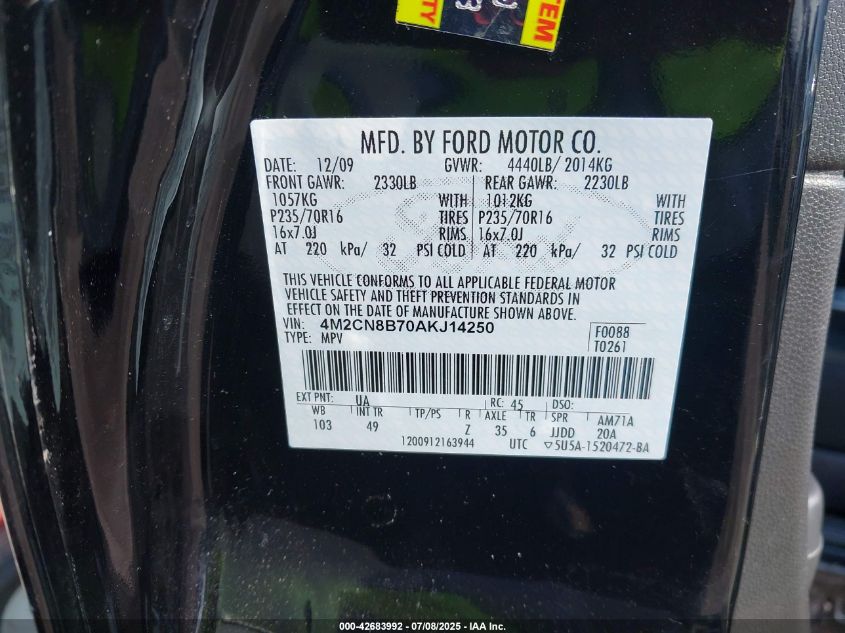 TEM
TY
MFD. BY FORD MOTOR CO.
DATE: 12/09 GVWR: 4440LB/ 2014KG
FRONT GAWR: 2330LB REAR GAWR: 2230LB
1057KG WITH 1012KG WITH
P235/70R16 TIRES P235/70R16 TIRES
16x7.0J RIMS 16x7.0J RIMS
AT 220 kPa/ 32 PSI COLD AT 220 kPa/ 32 PSI COLD
THIS VEHICLE CONFORMS TO ALL APPLICABLE FEDERAL MOTOR
VEHICLE SAFETY AND THEFT PREVENTION STANDARDS IN
EFFECT ON THE DATE OF MANUFACTURE SHOWN ABOVE.
VIN: 4M2CN8B70AKJ14250
TYPE: MPV
F0088
T0261
EXT PNT: UA RC: 45 DSO:
WB INT TR TP/PS R AXLE TR SPR AM71A
103 49 Z 35 6 JJDD 20A
1200912163944 UTC ▽5U5A-1520472-BA
000-42683992 / 07/08/2025 - IAA Inc.